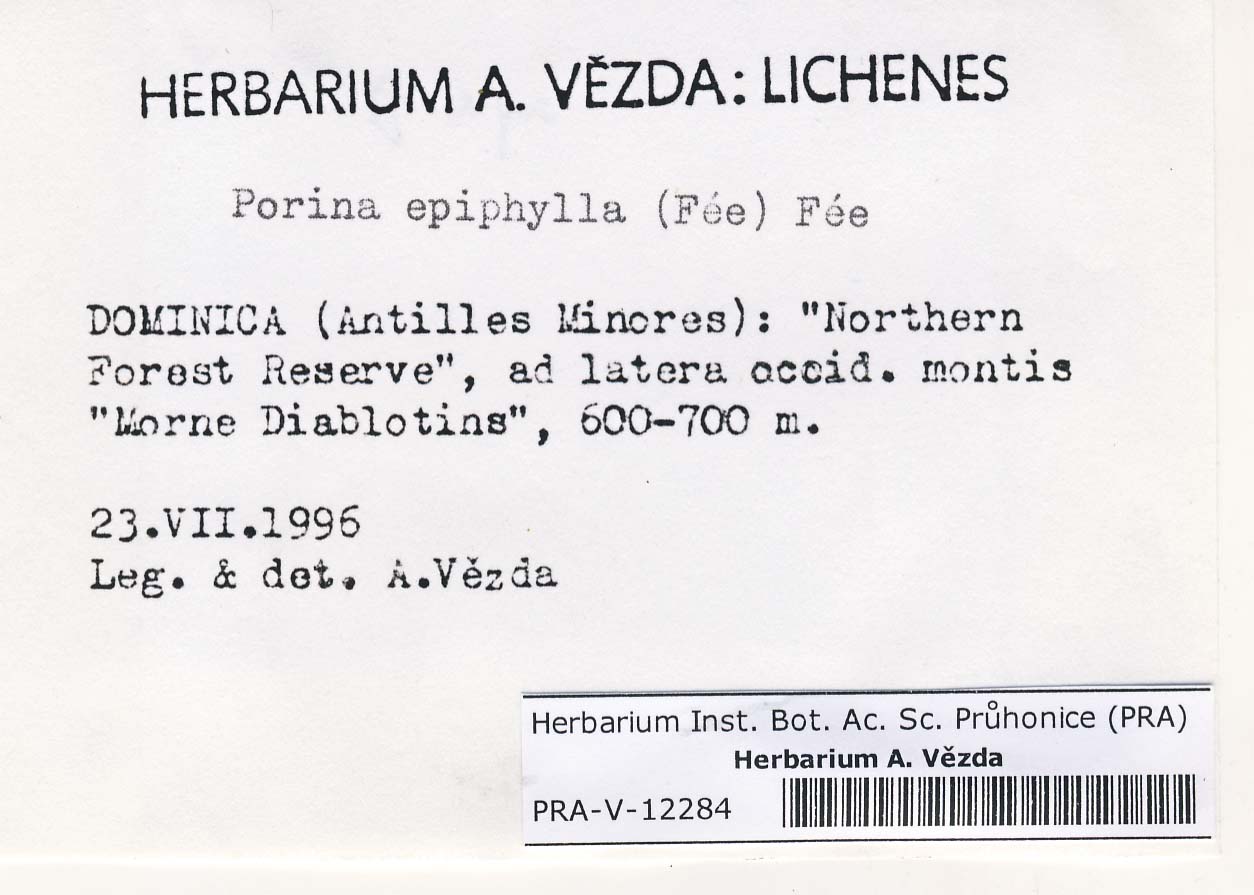 HERBARIUM A. VĚZDA: LICHENES
Porina epiphylla (Fée) Fée
DOMINICA (Antilles Minores): "Northern
Forest Reserve", ad latera occid. montis
"Morne Diablotins", 600-700 m.
23.VII.1996
Leg. & det. A.Vězda
Herbarium Inst. Bot. Ac. Sc. Průhonice (PRA)
Herbarium A. Vězda
PRA-V-12284